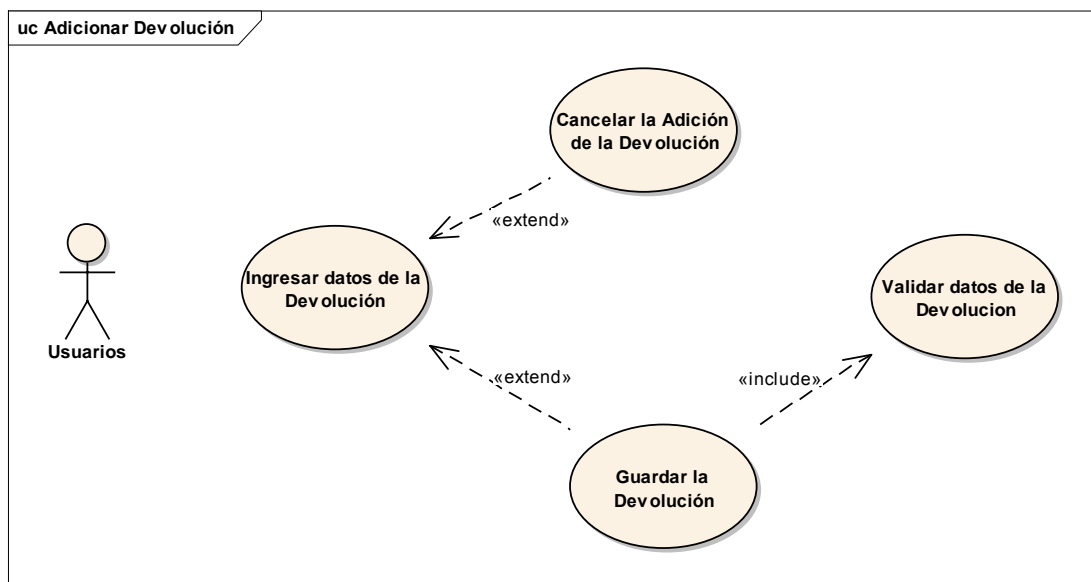 uc Adicionar Devolución
Cancelar la Adición
de la Devolución
«extend»
Ingresar datos de la
Devolución
Validar datos de la
Devolucion
Usuarios
«extend»
«include»
Guardar la
Devolución